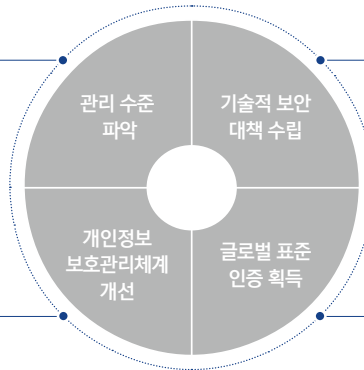 관리 수준
파악
기술적 보안
대책 수립
개인정보
보호관리체계
개선
글로벌 표준
인증 획득